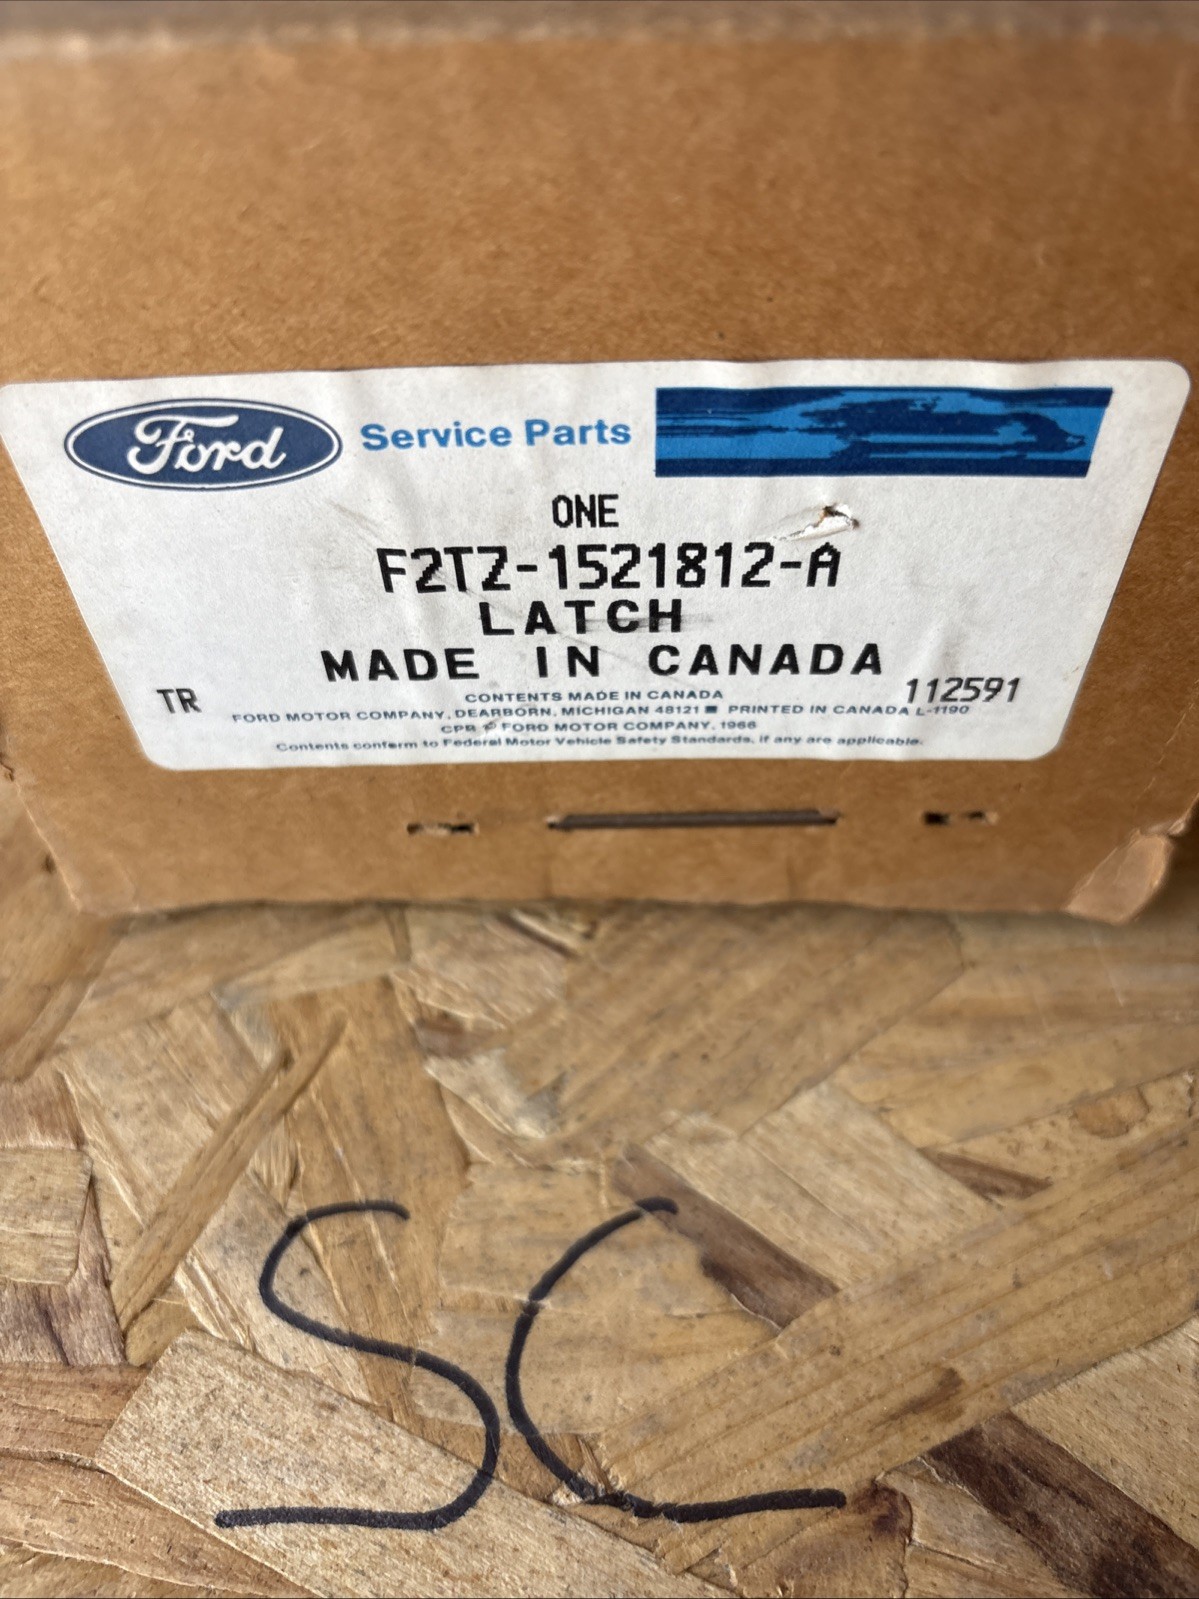 Ford Service Parts
ONE
F2TZ-1521812-A
LATCH
MADE IN CANADA
TR
CONTENTS MADE IN CANADA
112591
FORD MOTOR COMPANY, DEARBORN, MICHIGAN 48121 ■ PRINTED IN CANADA L-1190
CPR © FORD MOTOR COMPANY, 1966
Contents conform to Federal Motor Vehicle Safety Standards, if any are applicable.
SC